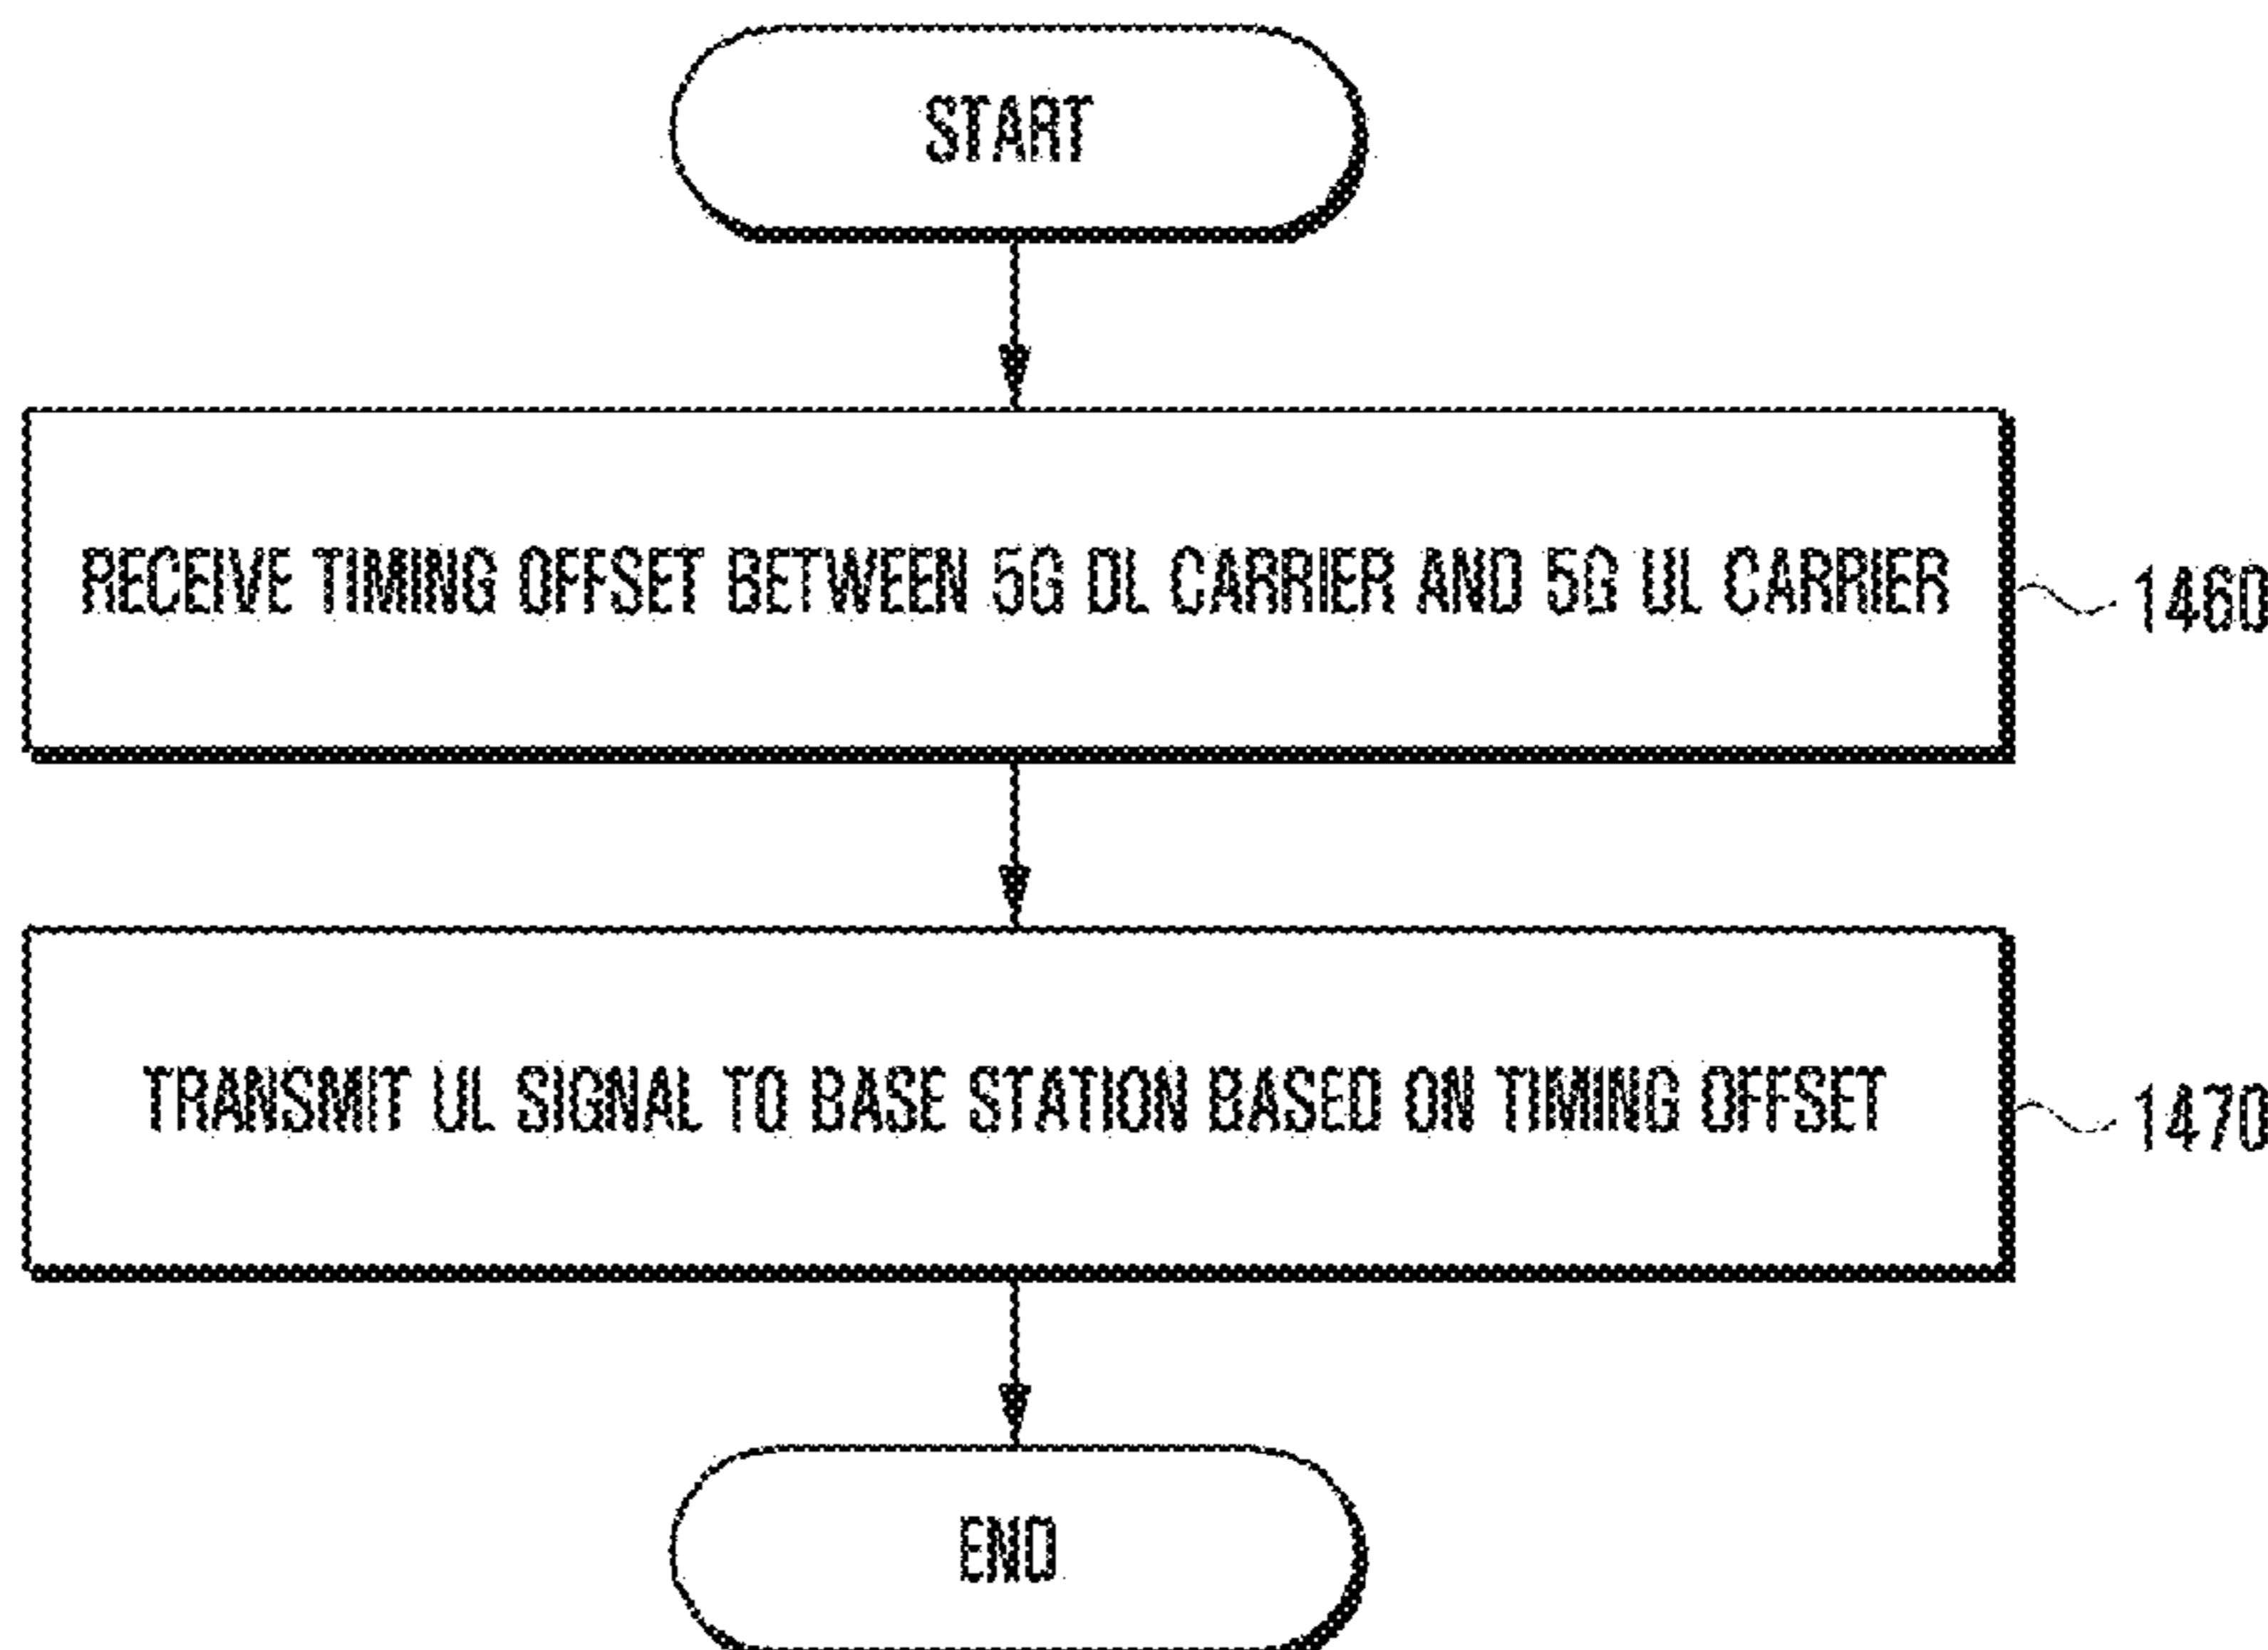 START
RECEIVE TIMING OFFSET BETWEEN 5G DL CARRIER AND 5G UL CARRIER
1460
TRANSMIT UL SIGNAL TO BASE STATION BASED ON TIMING OFFSET
1470
END